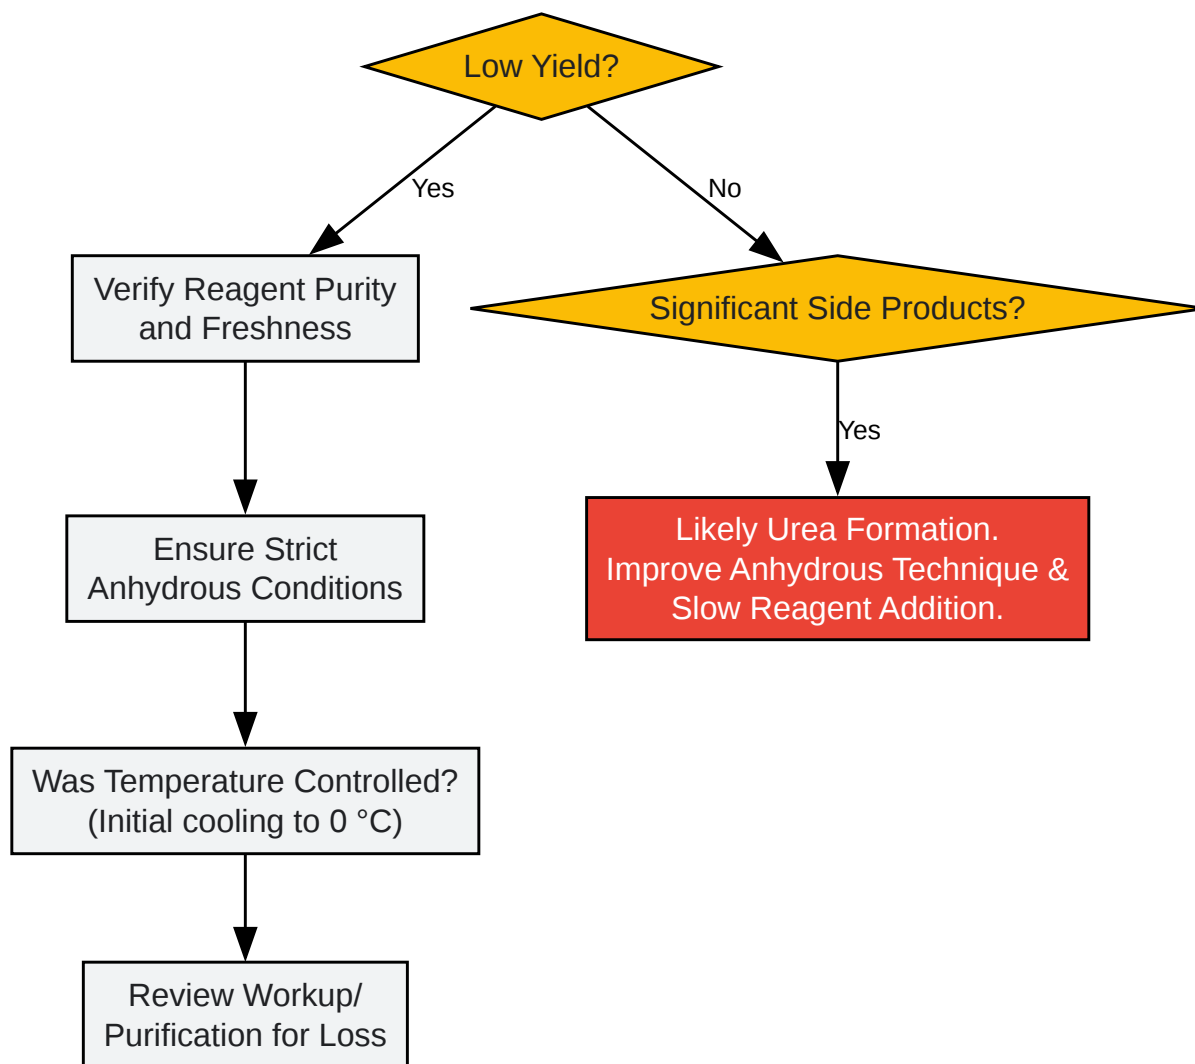 Low Yield?
Yes
No
Verify Reagent Purity
and Freshness
Significant Side Products?
Yes
Ensure Strict
Anhydrous Conditions
Likely Urea Formation.
Improve Anhydrous Technique &
Slow Reagent Addition.
Was Temperature Controlled?
(Initial cooling to 0 °C)
Review Workup/
Purification for Loss